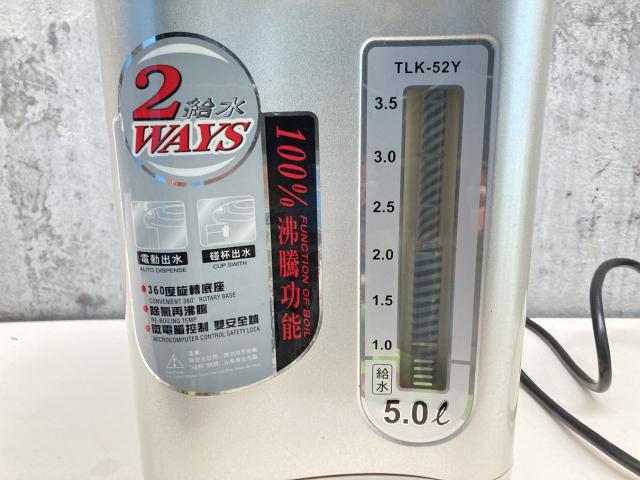 2
給水
WAYS
電動出水
AUTO DISPENSE
碰杯出水
CUP SWITH
360度旋轉底座
CONVENIENT 360° ROTARY BASE
除氯再沸騰
RE-BOILING TEMP
微電腦控制 雙安全鎖
MICROCOMPUTER CONTROL SAFETY LOCK
注意:
100%沸騰功能
FUNCTION OF BOIL
TLK-52Y
3.5
3.0
2.5
2.0
1.5
1.0
給水
5.0ℓ